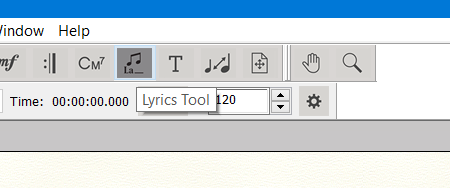 Window Help
mf CM7 La T
Time: 00:00:00.000 Lyrics Tool 120